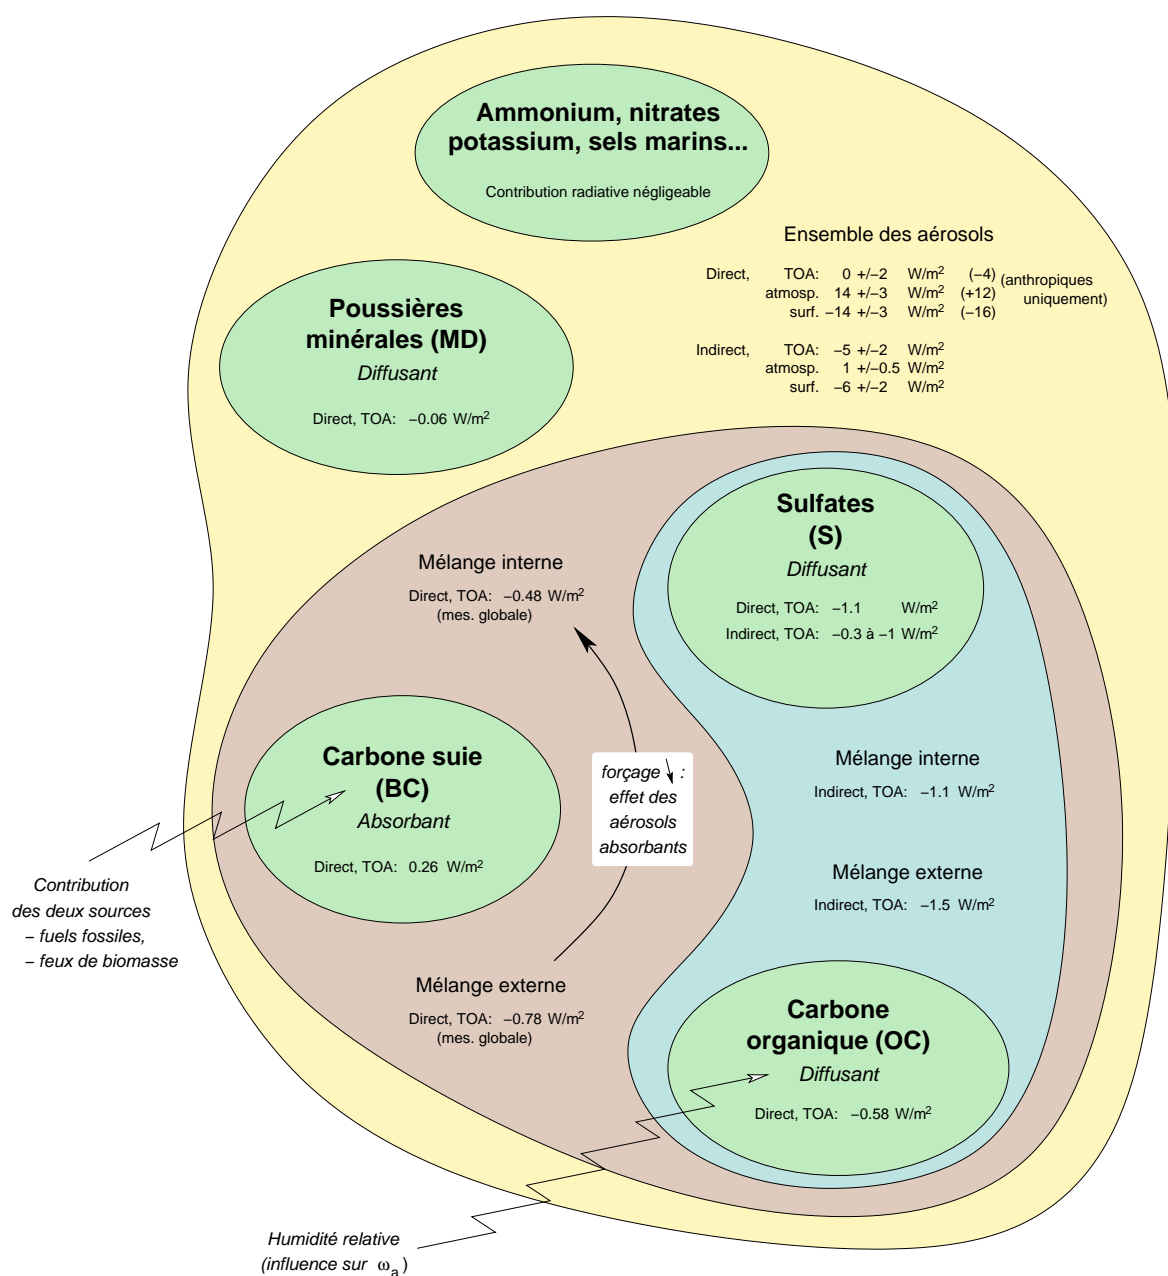 Ammonium, nitrates
potassium, sels marins...
Contribution radiative négligeable
Ensemble des aérosols
Direct, TOA: 0 +/−2 W/m² (−4) (anthropiques
atmosp. 14 +/−3 W/m² (+12) uniquement)
surf. −14 +/−3 W/m² (−16)
Indirect, TOA: −5 +/−2 W/m²
atmosp. 1 +/−0.5 W/m²
surf. −6 +/−2 W/m²
Poussières
minérales (MD)
Diffusant
Direct, TOA: −0.06 W/m²
Sulfates
(S)
Diffusant
Direct, TOA: −1.1 W/m²
Indirect, TOA: −0.3 à −1 W/m²
Mélange interne
Direct, TOA: −0.48 W/m²
(mes. globale)
Carbone suie
(BC)
Absorbant
Direct, TOA: 0.26 W/m²
forçage ↓ :
effet des
aérosols
absorbants
Mélange interne
Indirect, TOA: −1.1 W/m²
Mélange externe
Indirect, TOA: −1.5 W/m²
Contribution
des deux sources
− fuels fossiles,
− feux de biomasse
Mélange externe
Direct, TOA: −0.78 W/m²
(mes. globale)
Carbone
organique (OC)
Diffusant
Direct, TOA: −0.58 W/m²
Humidité relative
(influence sur ωₐ)